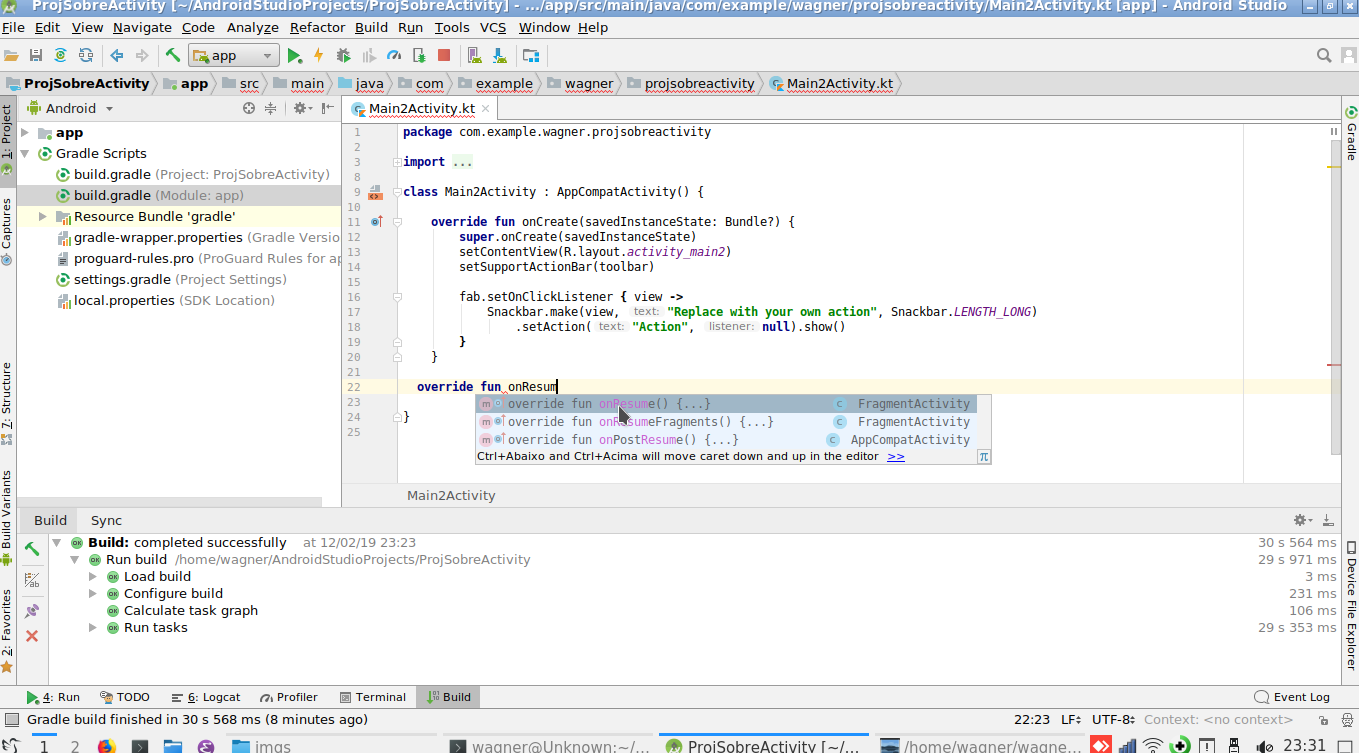 ProjSobreActivity [~/AndroidStudioProjects/ProjSobreActivity] - .../app/src/main/java/com/example/wagner/projsobreactivity/Main2Activity.kt [app] - Android Studio
File Edit View Navigate Code Analyze Refactor Build Run Tools VCS Window Help
app
ProjSobreActivity app src main java com example wagner projsobreactivity Main2Activity.kt
1: Project
Captures
7: Structure
Build Variants
2: Favorites
Android
app
Gradle Scripts
build.gradle (Project: ProjSobreActivity)
build.gradle (Module: app)
Resource Bundle 'gradle'
gradle-wrapper.properties (Gradle Versio
proguard-rules.pro (ProGuard Rules for ap
settings.gradle (Project Settings)
local.properties (SDK Location)
Main2Activity.kt
1 package com.example.wagner.projsobreactivity
2
3 import ...
8
9 class Main2Activity : AppCompatActivity() {
10
11 override fun onCreate(savedInstanceState: Bundle?) {
12 super.onCreate(savedInstanceState)
13 setContentView(R.layout.activity_main2)
14 setSupportActionBar(toolbar)
15
16 fab.setOnClickListener { view ->
17 Snackbar.make(view, text: "Replace with your own action", Snackbar.LENGTH_LONG)
18 .setAction( text: "Action", listener: null).show()
19 }
20 }
21
22 override fun onResum
23
24 }
25
override fun onResume() {...} FragmentActivity
override fun onResumeFragments() {...} FragmentActivity
override fun onPostResume() {...} AppCompatActivity
Ctrl+Abaixo and Ctrl+Acima will move caret down and up in the editor >> π
Main2Activity
Gradle
Device File Explorer
Build Sync
Build: completed successfully at 12/02/19 23:23 30 s 564 ms
Run build /home/wagner/AndroidStudioProjects/ProjSobreActivity 29 s 971 ms
Load build 3 ms
Configure build 231 ms
Calculate task graph 106 ms
Run tasks 29 s 353 ms
4: Run TODO 6: Logcat Profiler Terminal Build Event Log
Gradle build finished in 30 s 568 ms (8 minutes ago) 22:23 LF÷ UTF-8÷ Context: <no context>
1 2 imgs wagner@Unknown:~/... ProjSobreActivity [~/... /home/wagner/wagne... 23:31